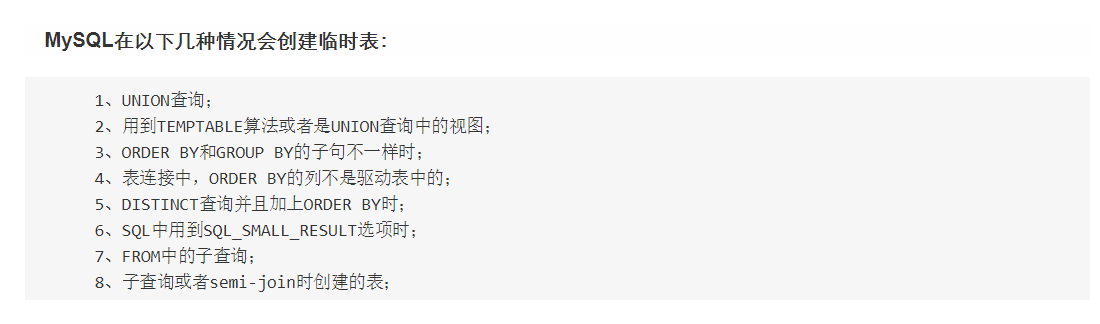 MySQL在以下几种情况会创建临时表：
1、UNION查询；
2、用到TEMPTABLE算法或者是UNION查询中的视图；
3、ORDER BY和GROUP BY的子句不一样时；
4、表连接中，ORDER BY的列不是驱动表中的；
5、DISTINCT查询并且加上ORDER BY时；
6、SQL中用到SQL_SMALL_RESULT选项时；
7、FROM中的子查询；
8、子查询或者semi-join时创建的表；